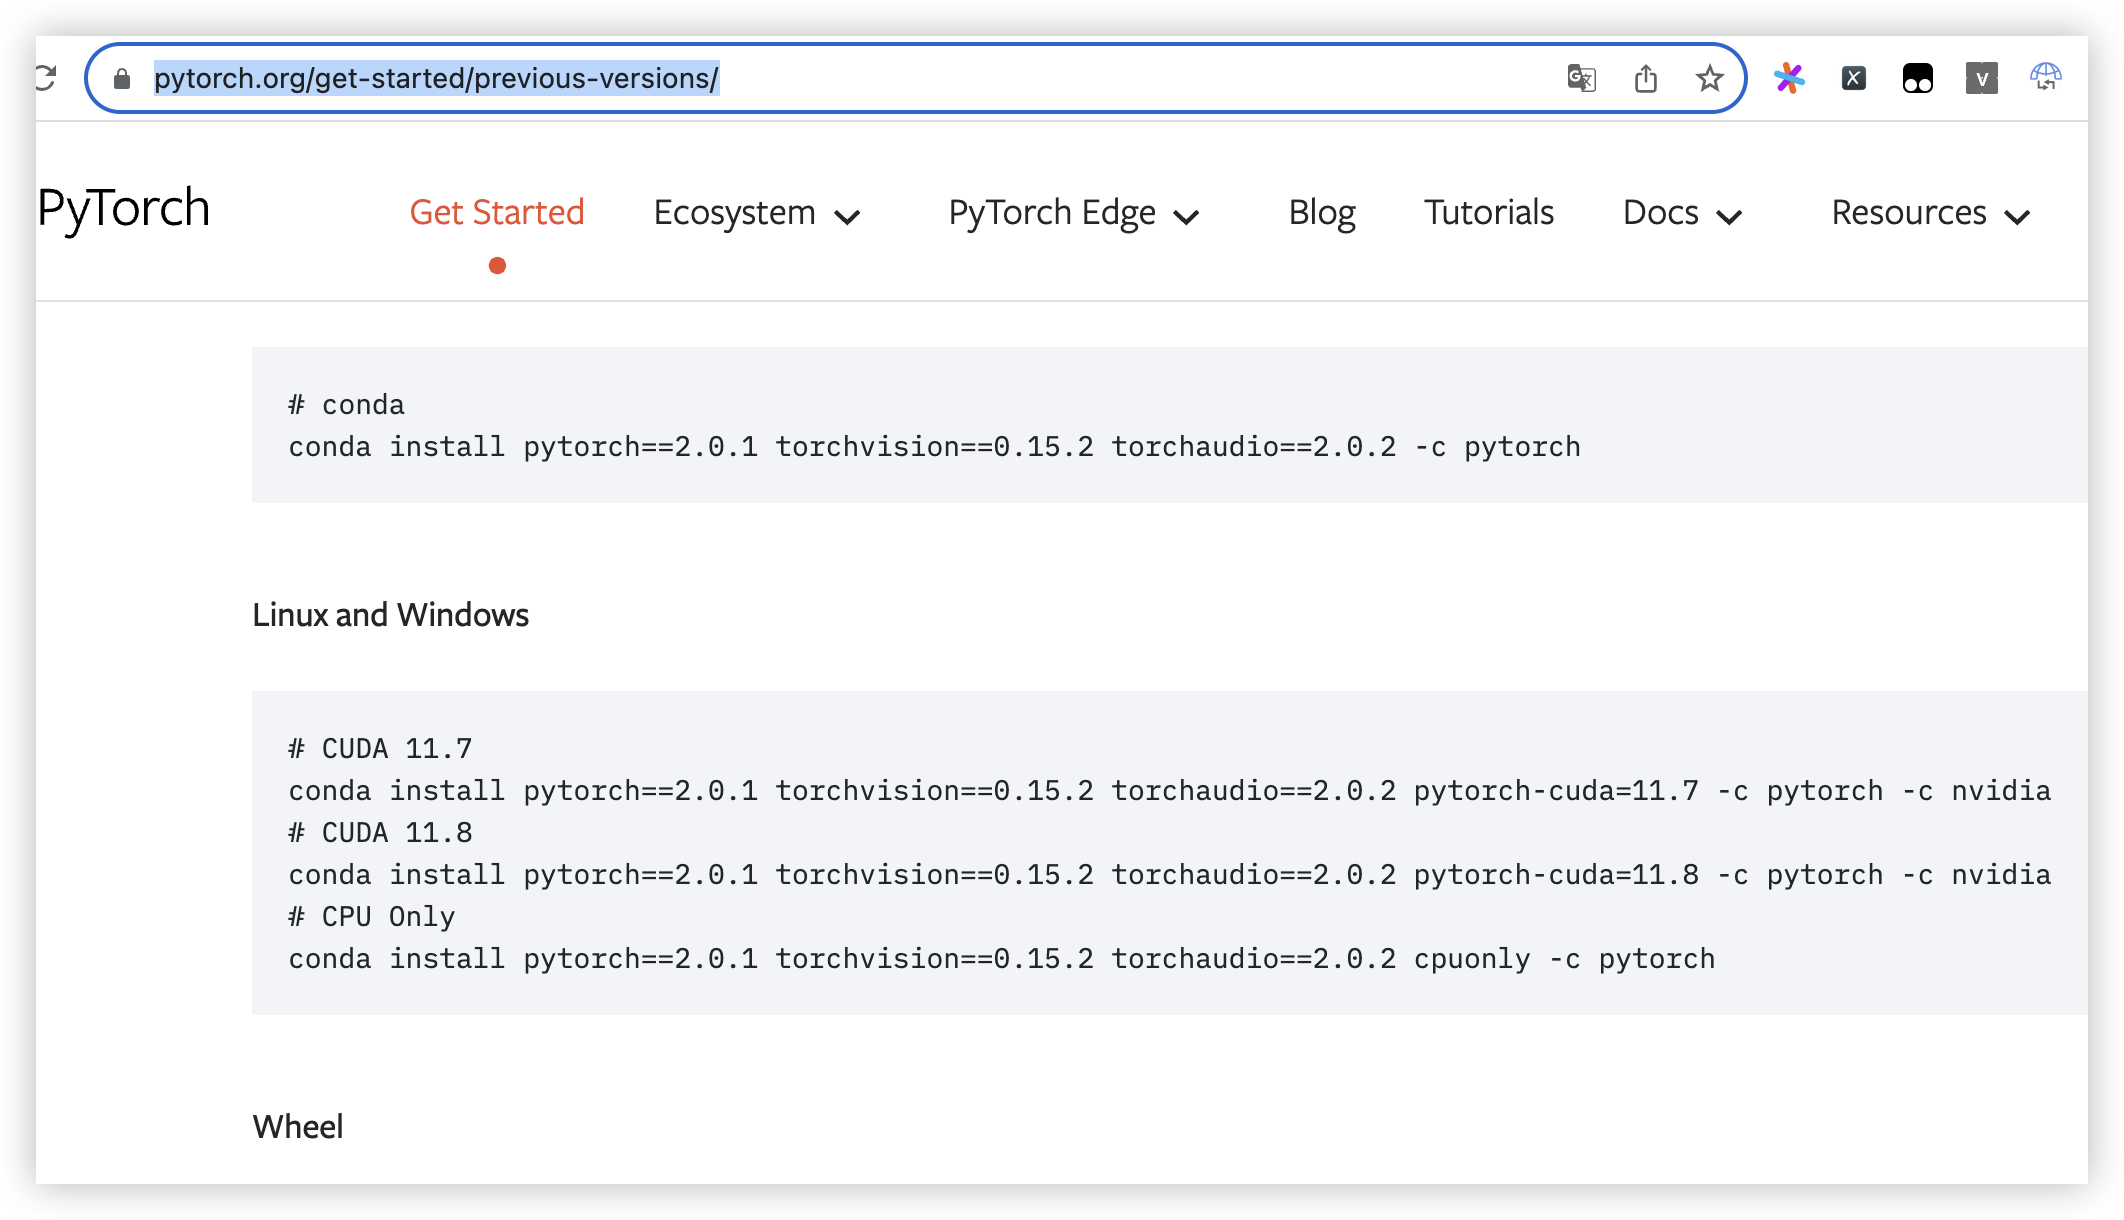 pytorch.org/get-started/previous-versions/
PyTorch
Get Started
Ecosystem
PyTorch Edge
Blog
Tutorials
Docs
Resources
# conda
conda install pytorch==2.0.1 torchvision==0.15.2 torchaudio==2.0.2 -c pytorch
Linux and Windows
# CUDA 11.7
conda install pytorch==2.0.1 torchvision==0.15.2 torchaudio==2.0.2 pytorch-cuda=11.7 -c pytorch -c nvidia
# CUDA 11.8
conda install pytorch==2.0.1 torchvision==0.15.2 torchaudio==2.0.2 pytorch-cuda=11.8 -c pytorch -c nvidia
# CPU Only
conda install pytorch==2.0.1 torchvision==0.15.2 torchaudio==2.0.2 cpuonly -c pytorch
Wheel